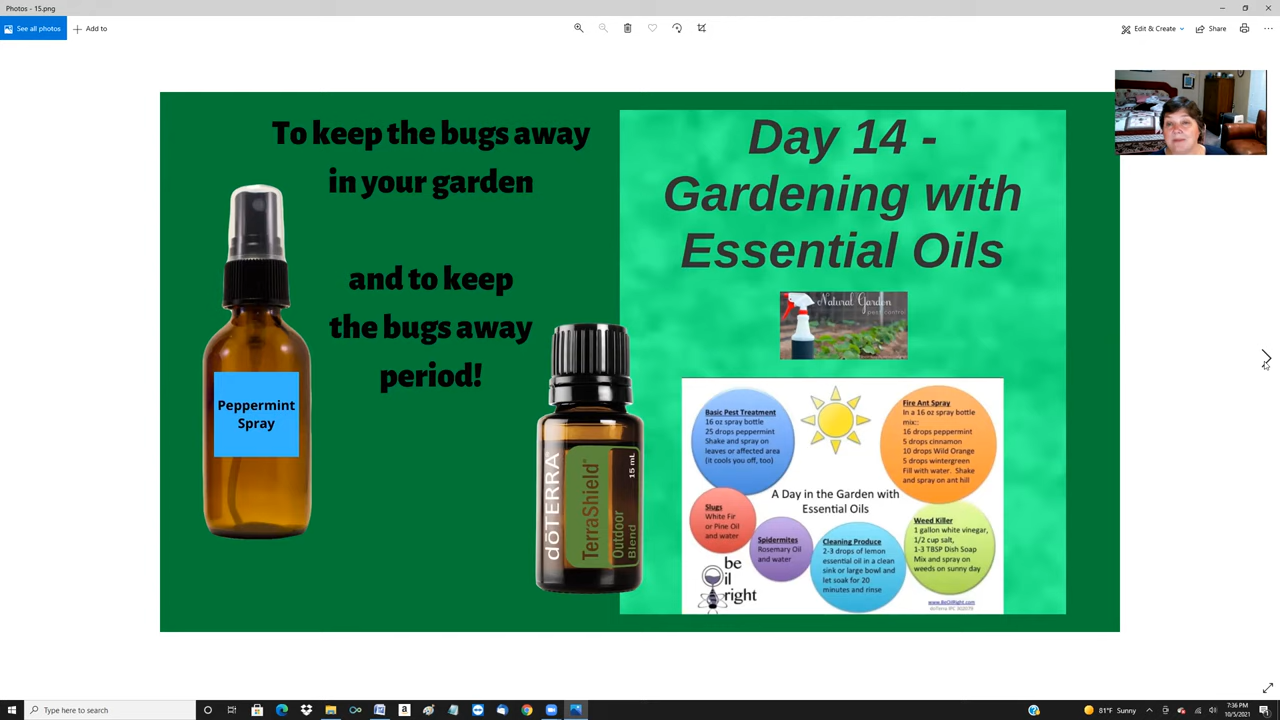 Photos - 15.png
See all photos
Add to
Edit & Create
Share
To keep the bugs away
in your garden
and to keep
the bugs away
period!
Peppermint
Spray
dōTERRA
TerraShield®
Outdoor
Blend
15 mL
Day 14 -
Gardening with
Essential Oils
Natural Garden
pest control
Basic Pest Treatment
16 oz spray bottle
25 drops peppermint
Shake and spray on
leaves or affected area
(it cools you off, too)
Fire Ant Spray
In a 16 oz spray bottle
mix::
16 drops peppermint
5 drops cinnamon
10 drops Wild Orange
5 drops wintergreen
Fill with water. Shake
and spray on ant hill
A Day in the Garden with
Essential Oils
Slugs
White Fir
or Pine Oil
and water
Spidermites
Rosemary Oil
and water
Cleaning Produce
2-3 drops of lemon
essential oil in a clean
sink or large bowl and
let soak for 20
minutes and rinse
Weed Killer
1 gallon white vinegar,
1/2 cup salt,
1-3 TBSP Dish Soap
Mix and spray on
weeds on sunny day
be
oil
right
www.BeOilRight.com
Type here to search
81°F Sunny
7:36 PM
10/5/2021